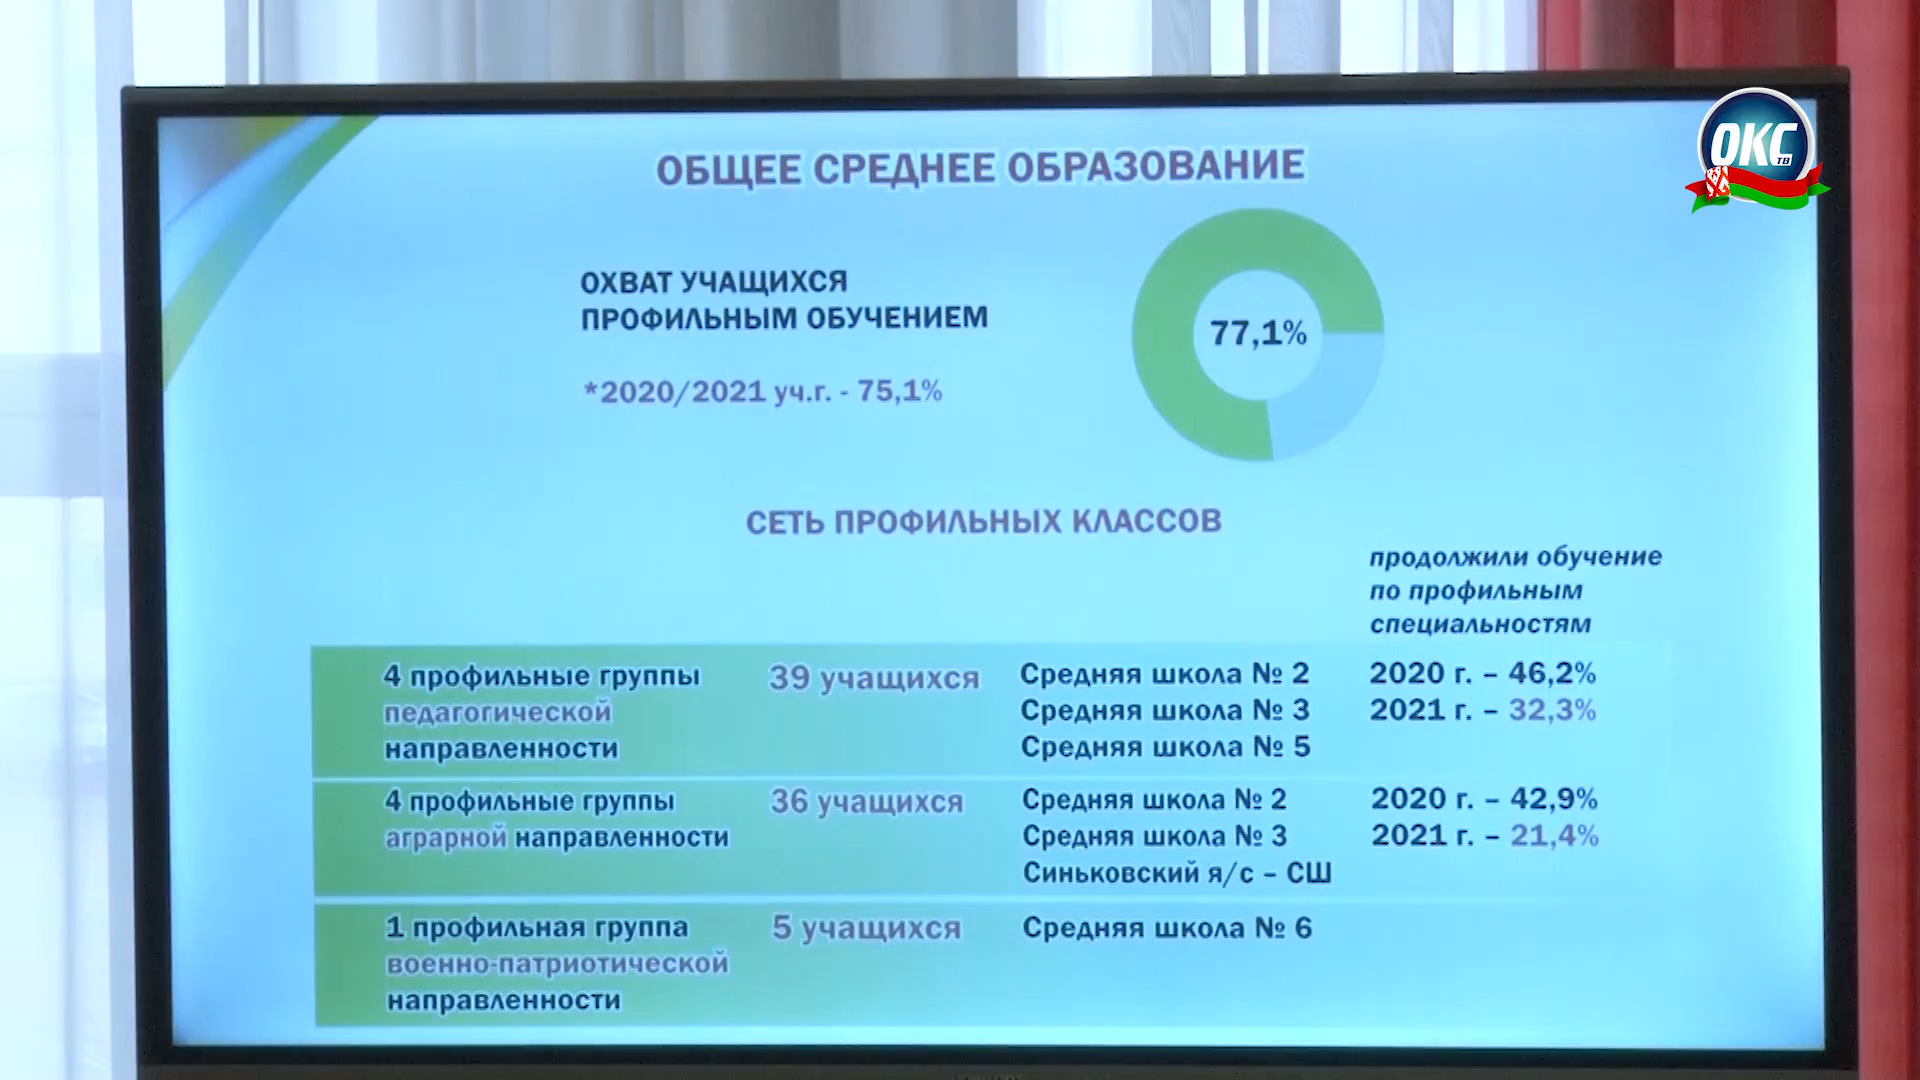 ОКС
ТВ
ОБЩЕЕ СРЕДНЕЕ ОБРАЗОВАНИЕ
ОХВАТ УЧАЩИХСЯ
ПРОФИЛЬНЫМ ОБУЧЕНИЕМ
77,1%
*2020/2021 уч.г. - 75,1%
СЕТЬ ПРОФИЛЬНЫХ КЛАССОВ
продолжили обучение
по профильным
специальностям
4 профильные группы
педагогической
направленности
39 учащихся
Средняя школа № 2
Средняя школа № 3
Средняя школа № 5
2020 г. – 46,2%
2021 г. – 32,3%
4 профильные группы
аграрной направленности
36 учащихся
Средняя школа № 2
Средняя школа № 3
Синьковский я/с – СШ
2020 г. – 42,9%
2021 г. – 21,4%
1 профильная группа
военно-патриотической
направленности
5 учащихся
Средняя школа № 6